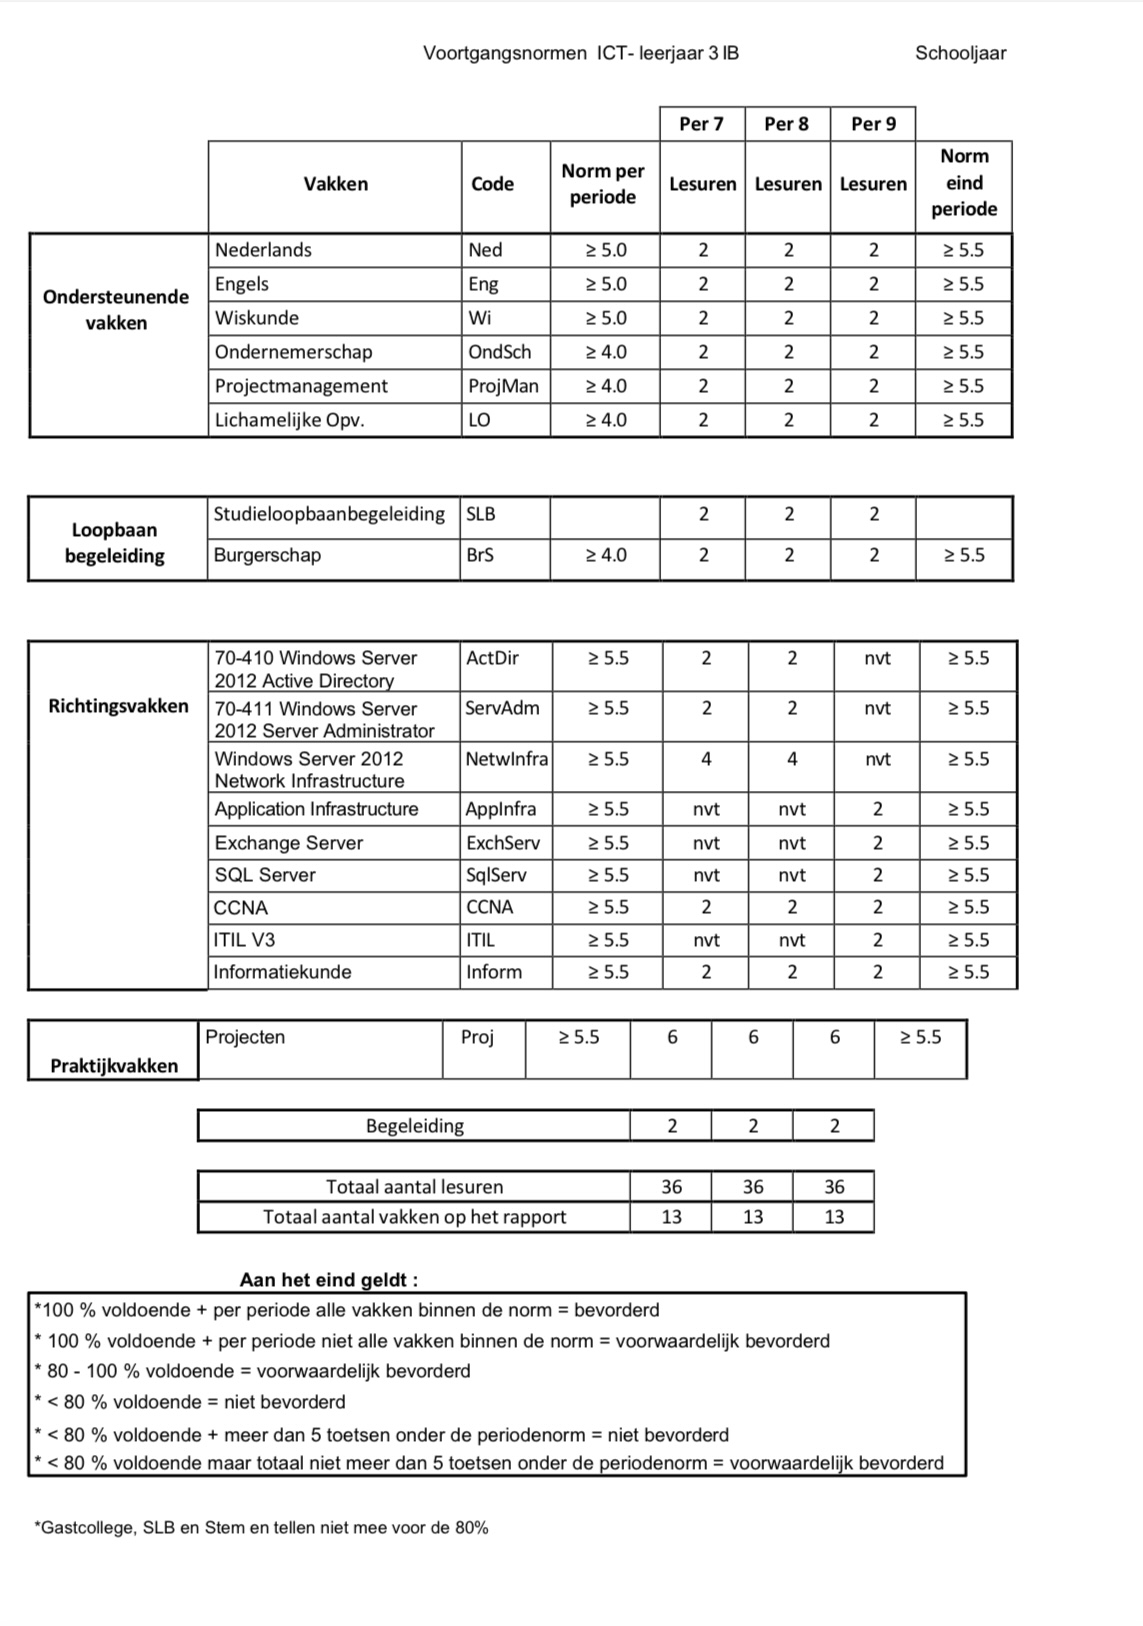 Voortgangsnormen ICT- leerjaar 3 IB Schooljaar
Per 7 Per 8 Per 9
Vakken Code Norm per periode Lesuren Lesuren Lesuren Norm eind periode
Ondersteunende vakken
Nederlands Ned ≥ 5.0 2 2 2 ≥ 5.5
Engels Eng ≥ 5.0 2 2 2 ≥ 5.5
Wiskunde Wi ≥ 5.0 2 2 2 ≥ 5.5
Ondernemerschap OndSch ≥ 4.0 2 2 2 ≥ 5.5
Projectmanagement ProjMan ≥ 4.0 2 2 2 ≥ 5.5
Lichamelijke Opv. LO ≥ 4.0 2 2 2 ≥ 5.5
Loopbaan begeleiding
Studieloopbaanbegeleiding SLB 2 2 2
Burgerschap BrS ≥ 4.0 2 2 2 ≥ 5.5
Richtingsvakken
70-410 Windows Server 2012 Active Directory ActDir ≥ 5.5 2 2 nvt ≥ 5.5
70-411 Windows Server 2012 Server Administrator ServAdm ≥ 5.5 2 2 nvt ≥ 5.5
Windows Server 2012 Network Infrastructure NetwInfra ≥ 5.5 4 4 nvt ≥ 5.5
Application Infrastructure AppInfra ≥ 5.5 nvt nvt 2 ≥ 5.5
Exchange Server ExchServ ≥ 5.5 nvt nvt 2 ≥ 5.5
SQL Server SqlServ ≥ 5.5 nvt nvt 2 ≥ 5.5
CCNA CCNA ≥ 5.5 2 2 2 ≥ 5.5
ITIL V3 ITIL ≥ 5.5 nvt nvt 2 ≥ 5.5
Informatiekunde Inform ≥ 5.5 2 2 2 ≥ 5.5
Praktijkvakken
Projecten Proj ≥ 5.5 6 6 6 ≥ 5.5
Begeleiding 2 2 2
Totaal aantal lesuren 36 36 36
Totaal aantal vakken op het rapport 13 13 13
Aan het eind geldt :
*100 % voldoende + per periode alle vakken binnen de norm = bevorderd
* 100 % voldoende + per periode niet alle vakken binnen de norm = voorwaardelijk bevorderd
* 80 - 100 % voldoende = voorwaardelijk bevorderd
* < 80 % voldoende = niet bevorderd
* < 80 % voldoende + meer dan 5 toetsen onder de periodenorm = niet bevorderd
* < 80 % voldoende maar totaal niet meer dan 5 toetsen onder de periodenorm = voorwaardelijk bevorderd
*Gastcollege, SLB en Stem en tellen niet mee voor de 80%